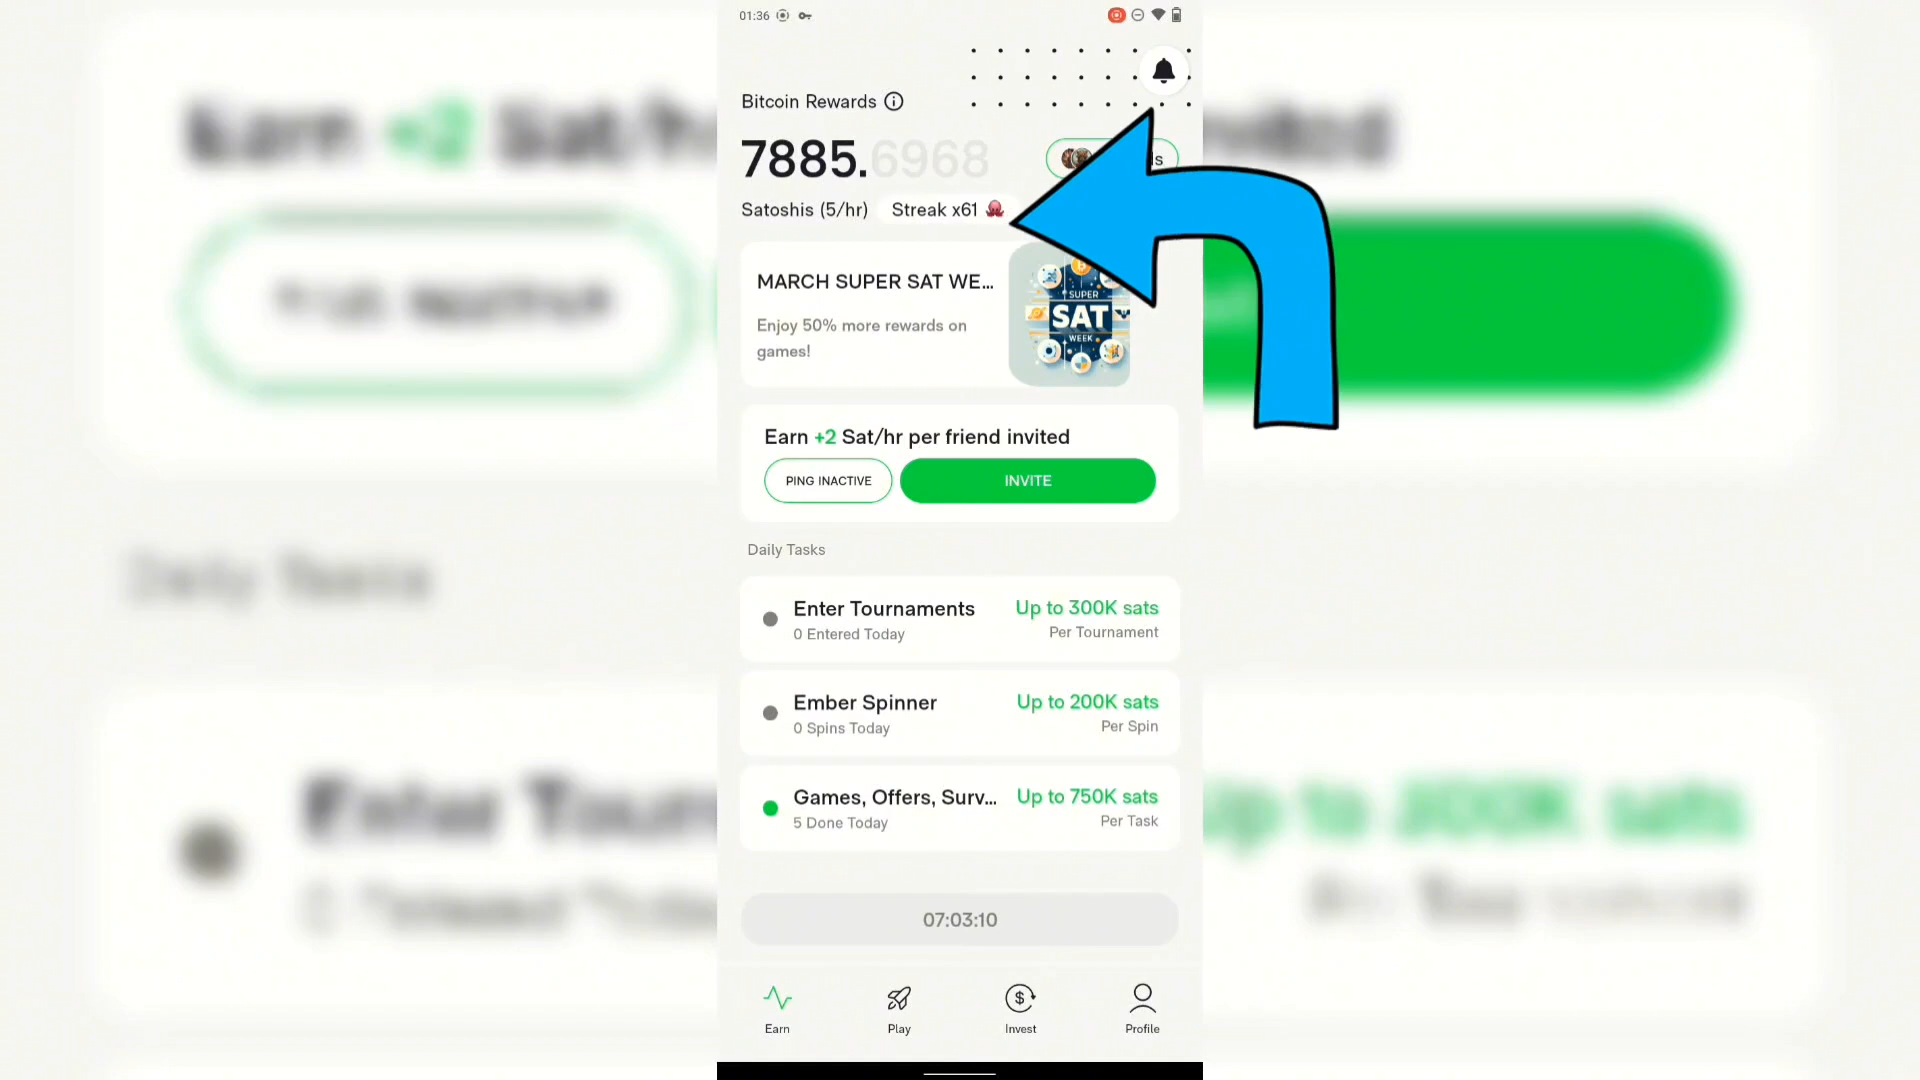 01:36
Bitcoin Rewards
7885.6968
Satoshis (5/hr)
Streak x61
MARCH SUPER SAT WE...
Enjoy 50% more rewards on
games!
SUPER
SAT
WEEK
Earn +2 Sat/hr per friend invited
PING INACTIVE
INVITE
Daily Tasks
Enter Tournaments
Up to 300K sats
0 Entered Today
Per Tournament
Ember Spinner
Up to 200K sats
0 Spins Today
Per Spin
Games, Offers, Surv...
Up to 750K sats
5 Done Today
Per Task
07:03:10
Earn
Play
Invest
Profile